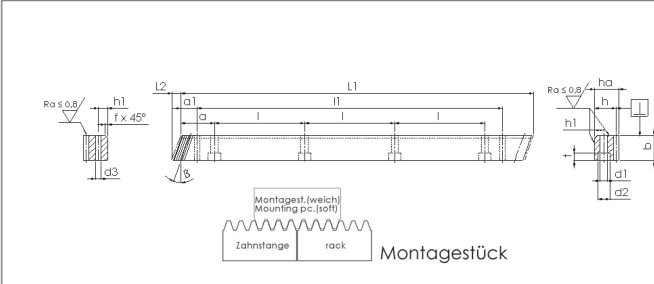 L2
L1
Ra ≤ 0,8
h1
f x 45°
d3
a1
l1
a
l
l
l
β
Ra ≤ 0,8
ha
h
h1
t
b
d1
d2
Montagest.(weich)
Mounting pc.(soft)
Zahnstange
rack
Montagestück